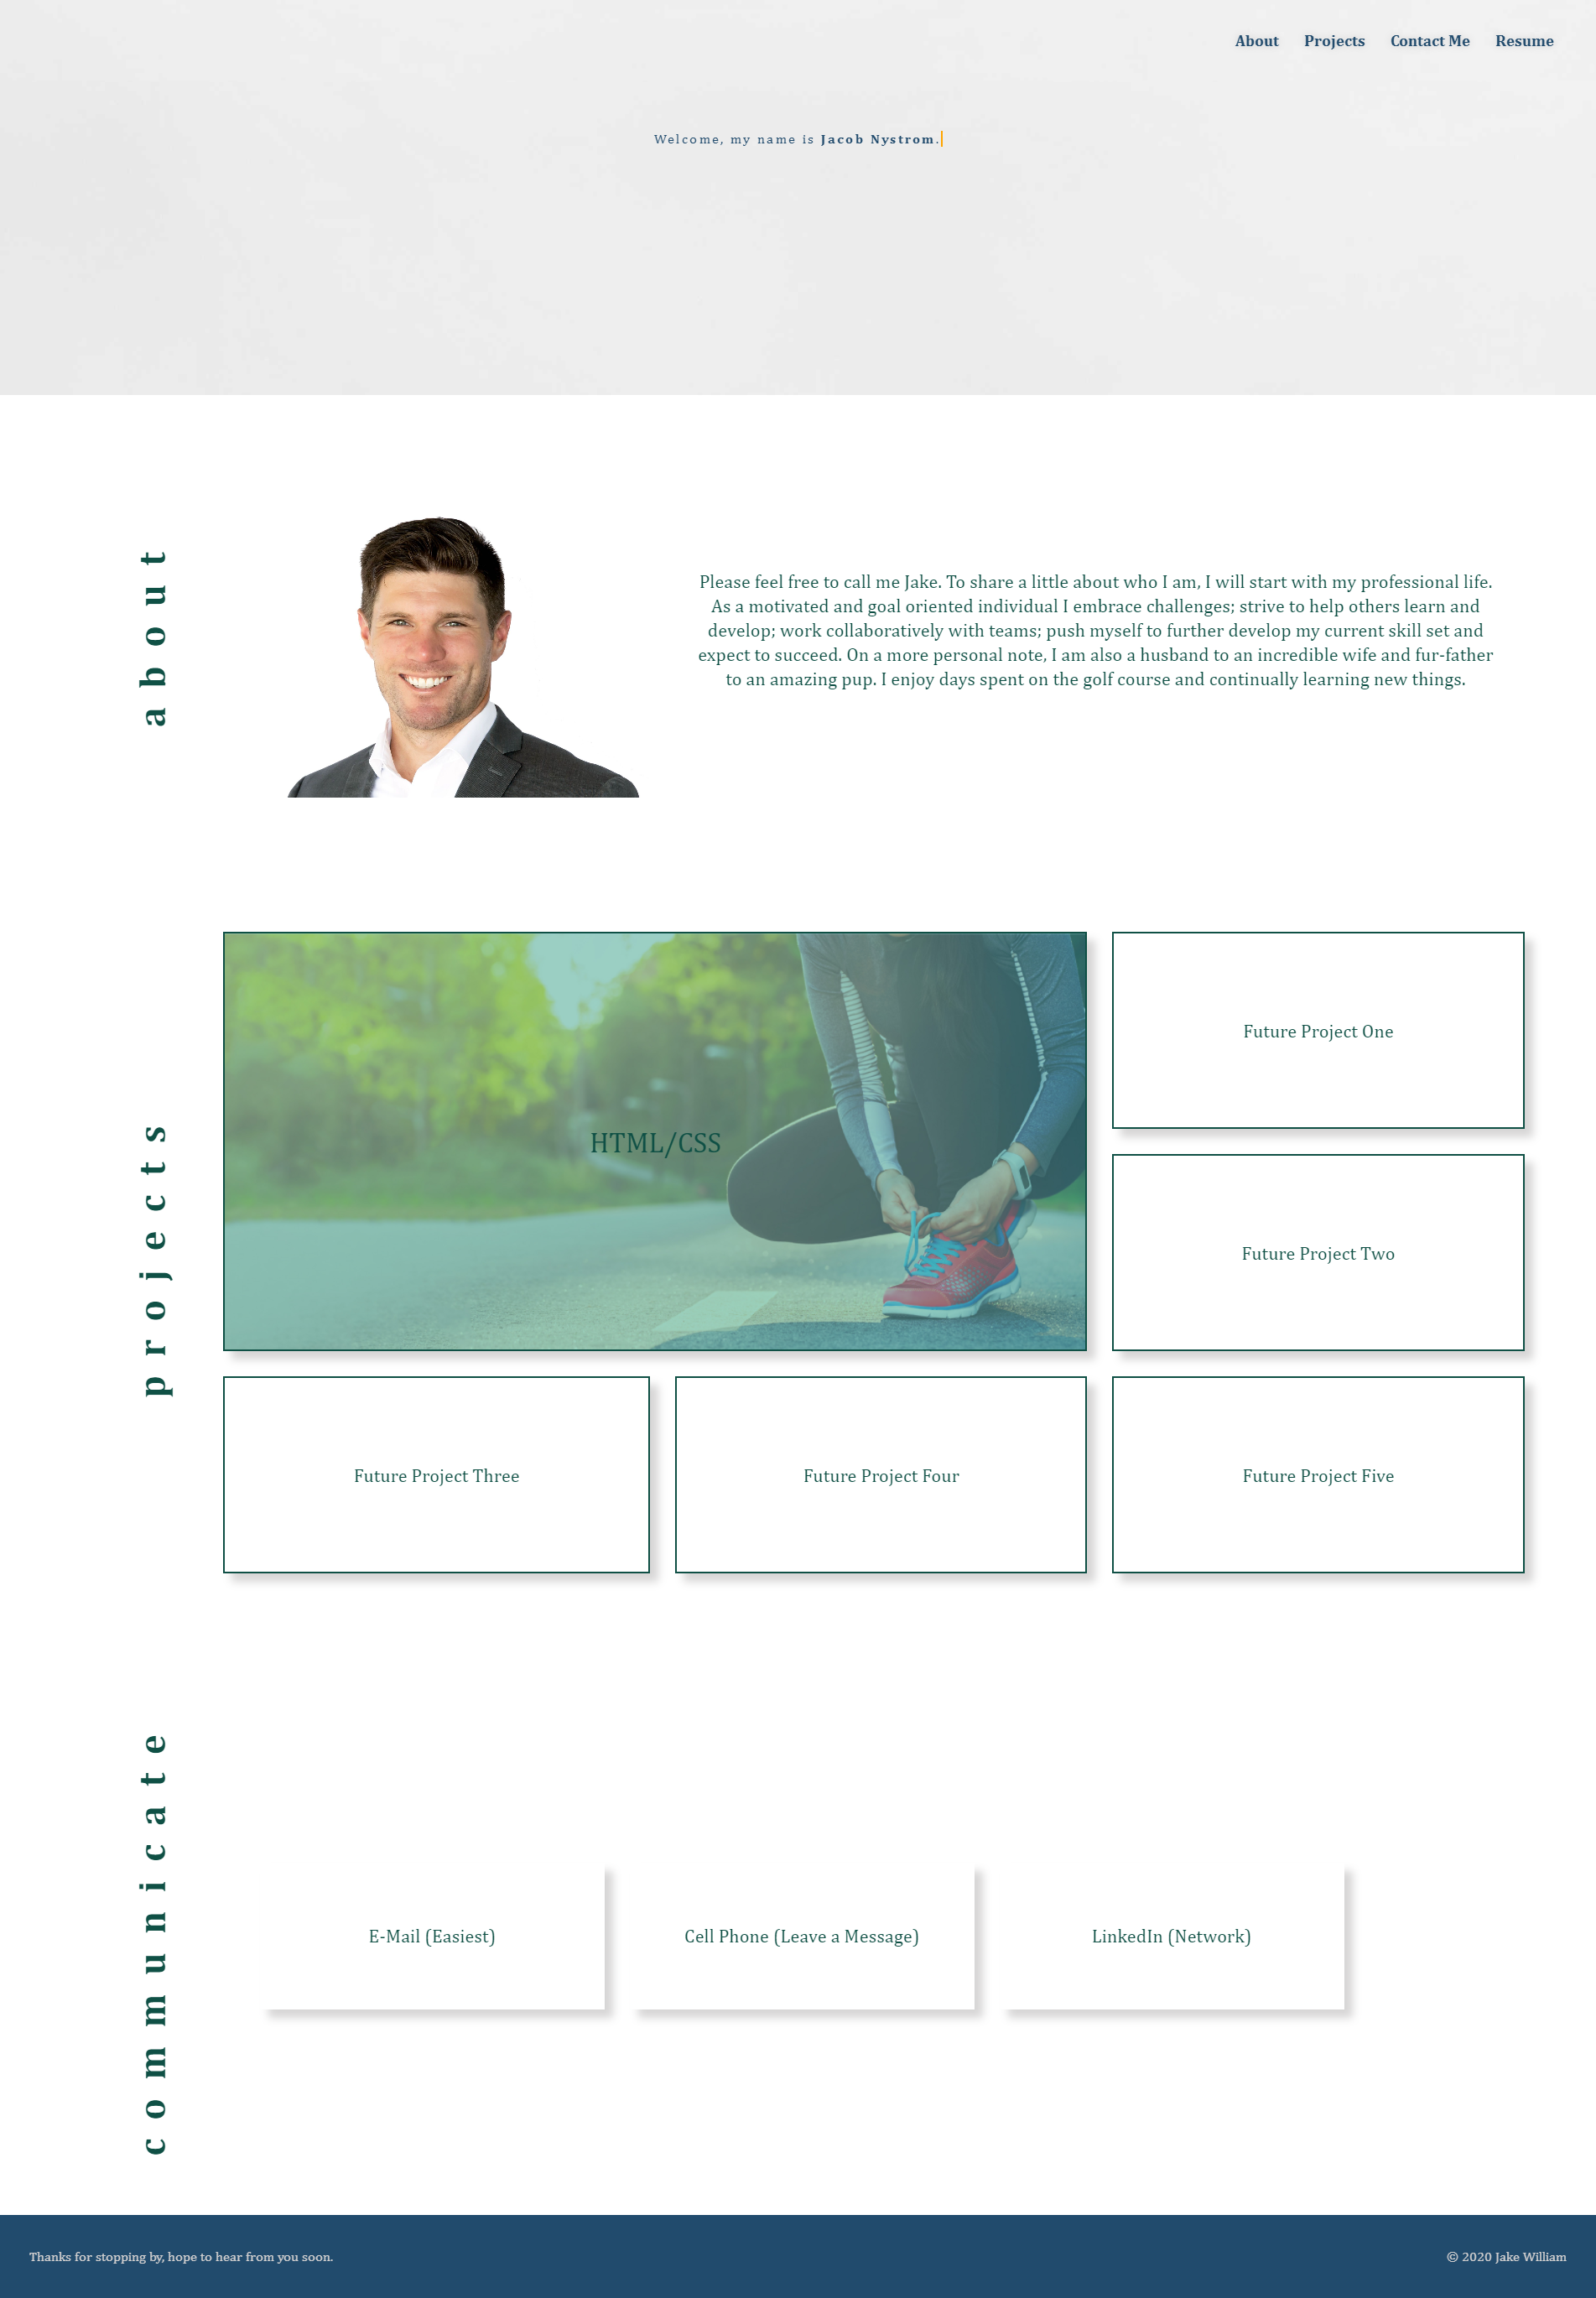 About Projects Contact Me Resume
Welcome, my name is Jacob Nystrom.
about
Please feel free to call me Jake. To share a little about who I am, I will start with my professional life.
As a motivated and goal oriented individual I embrace challenges; strive to help others learn and
develop; work collaboratively with teams; push myself to further develop my current skill set and
expect to succeed. On a more personal note, I am also a husband to an incredible wife and fur-father
to an amazing pup. I enjoy days spent on the golf course and continually learning new things.
projects
HTML/CSS
Future Project One
Future Project Two
Future Project Three
Future Project Four
Future Project Five
communicate
E-Mail (Easiest)
Cell Phone (Leave a Message)
LinkedIn (Network)
Thanks for stopping by, hope to hear from you soon.
© 2020 Jake William